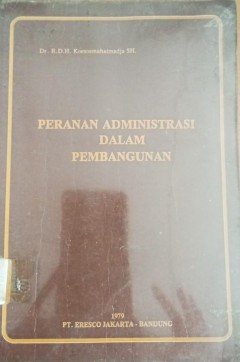 Dr. R.D.H. Koesoemahatmadja SH.
PERANAN ADMINISTRASI
DALAM
PEMBANGUNAN
1979
PT. ERESCO JAKARTA - BANDUNG